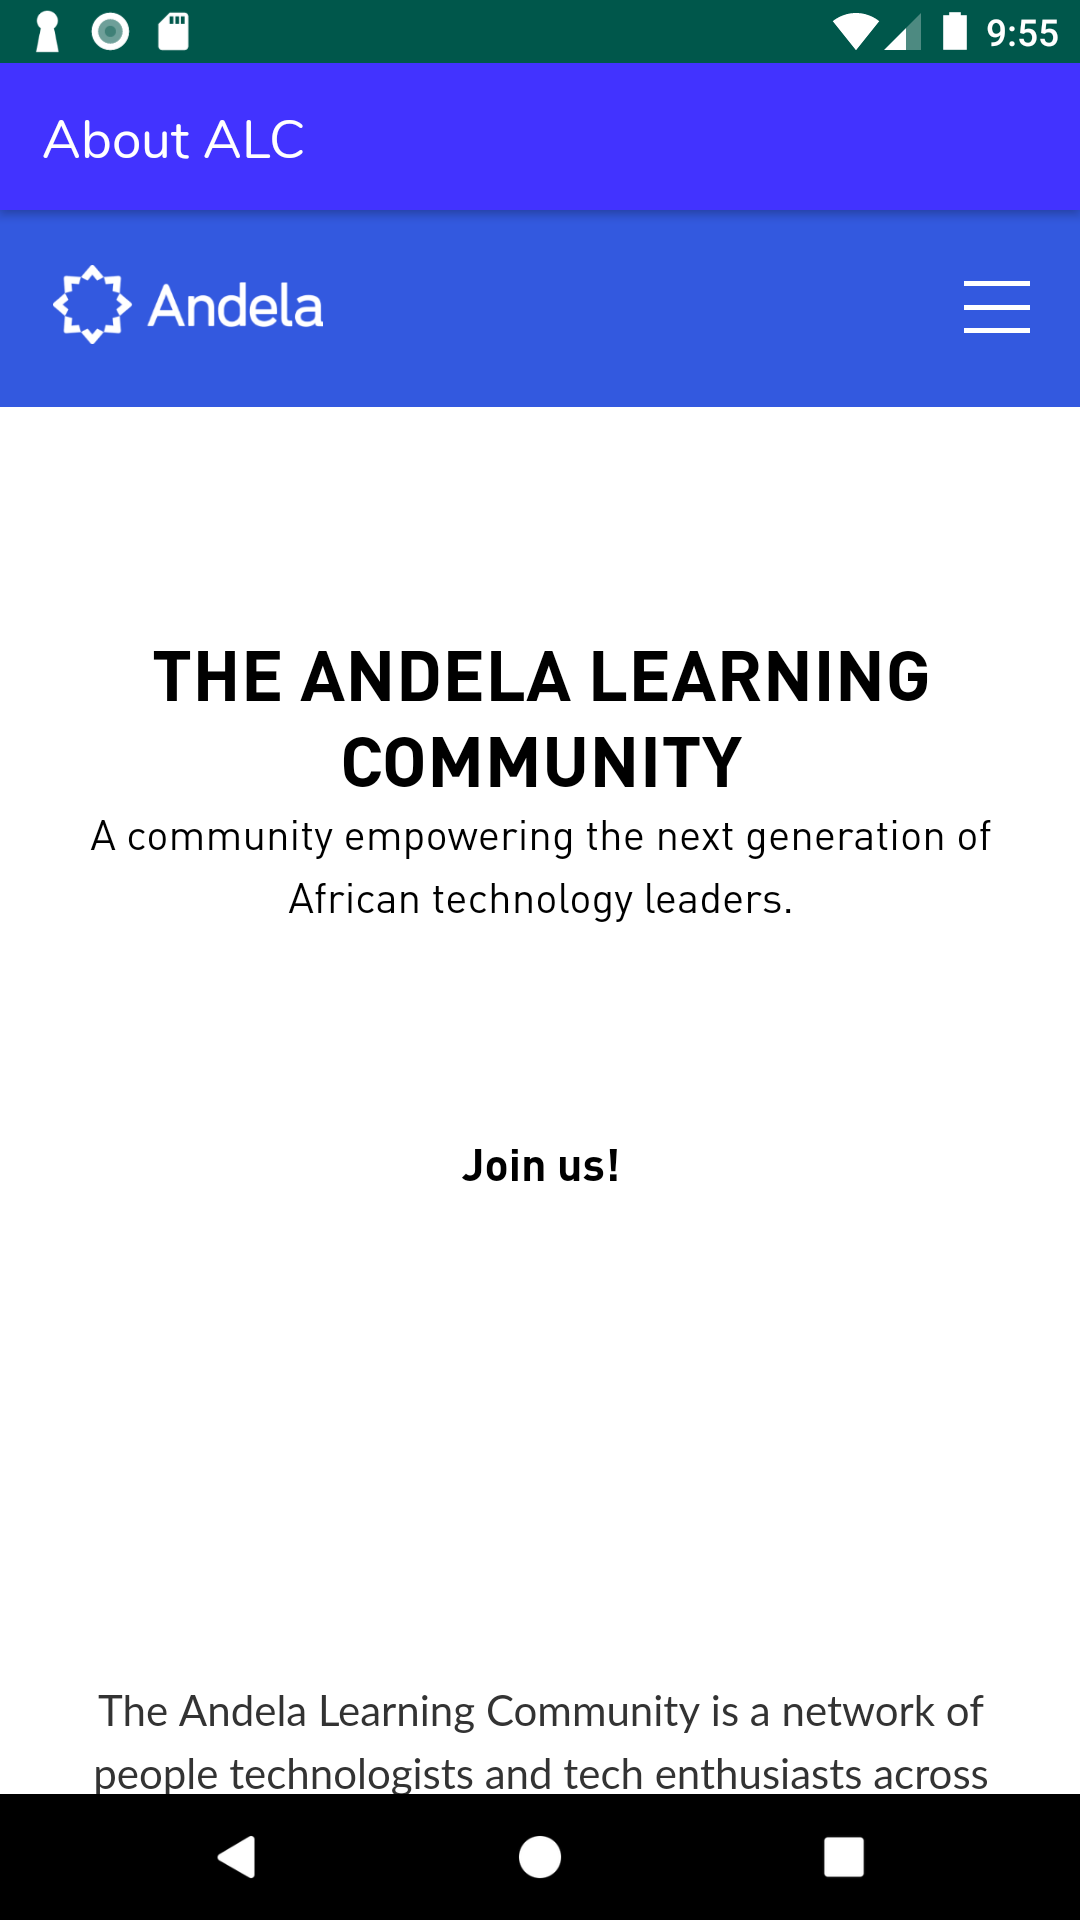 9:55
About ALC
Andela
THE ANDELA LEARNING
COMMUNITY
A community empowering the next generation of
African technology leaders.
Join us!
The Andela Learning Community is a network of
people technologists and tech enthusiasts across